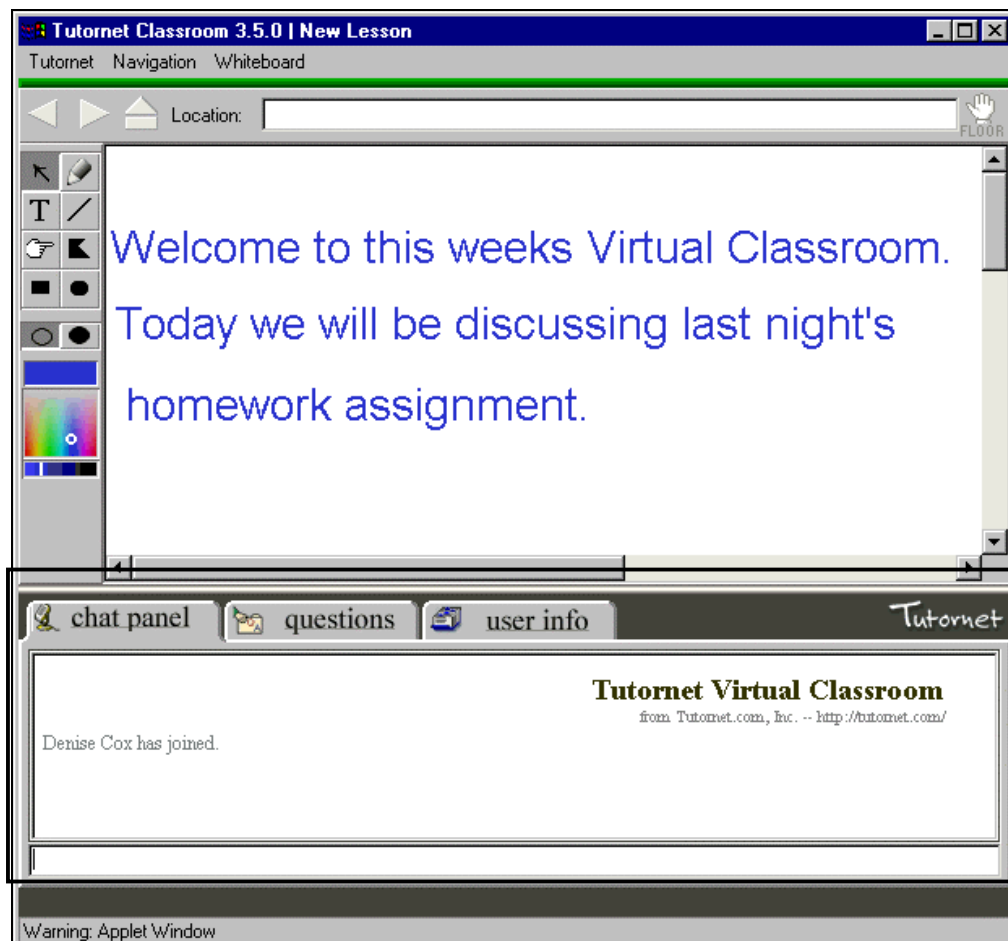 Tutornet Classroom 3.5.0 | New Lesson
Tutornet Navigation Whiteboard
Location:
FLOOR
T
Welcome to this weeks Virtual Classroom.
Today we will be discussing last night's
homework assignment.
chat panel questions user info Tutornet
Tutornet Virtual Classroom
from Tutornet.com, Inc. -- http://tutornet.com/
Denise Cox has joined.
Warning: Applet Window